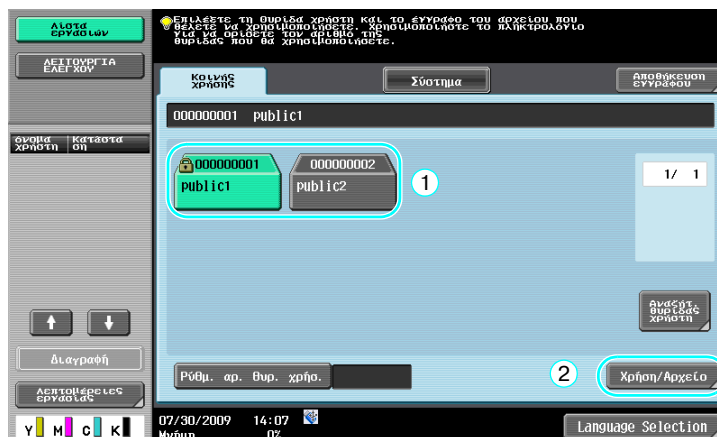 Λίστα
εργασιών
Επιλέξτε τη θυρίδα χρήστη και το έγγραφο του αρχείου που
θέλετε να χρησιμοποιήσετε. Χρησιμοποιήστε το πληκτρολόγιο
για να ορίσετε τον αριθμό της
θυρίδας που θα χρησιμοποιήσετε.
ΛΕΙΤΟΥΡΓΙΑ
ΕΛΕΓΧΟΥ
Κοινής
χρήσης
Σύστημα
Αποθήκευση
εγγράφου
000000001 public1
όνομα
χρήστη
Κατάστα
ση
000000001
public1
000000002
public2
1
1/ 1
Αναζήτ.
θυρίδας
χρήστη
Διαγραφή
Ρύθμ. αρ. θυρ. χρήσ.
2
Χρήση/Αρχείο
Λεπτομέρειες
εργασίας
Y M C K
07/30/2009 14:07
Μνήμη 0%
Language Selection